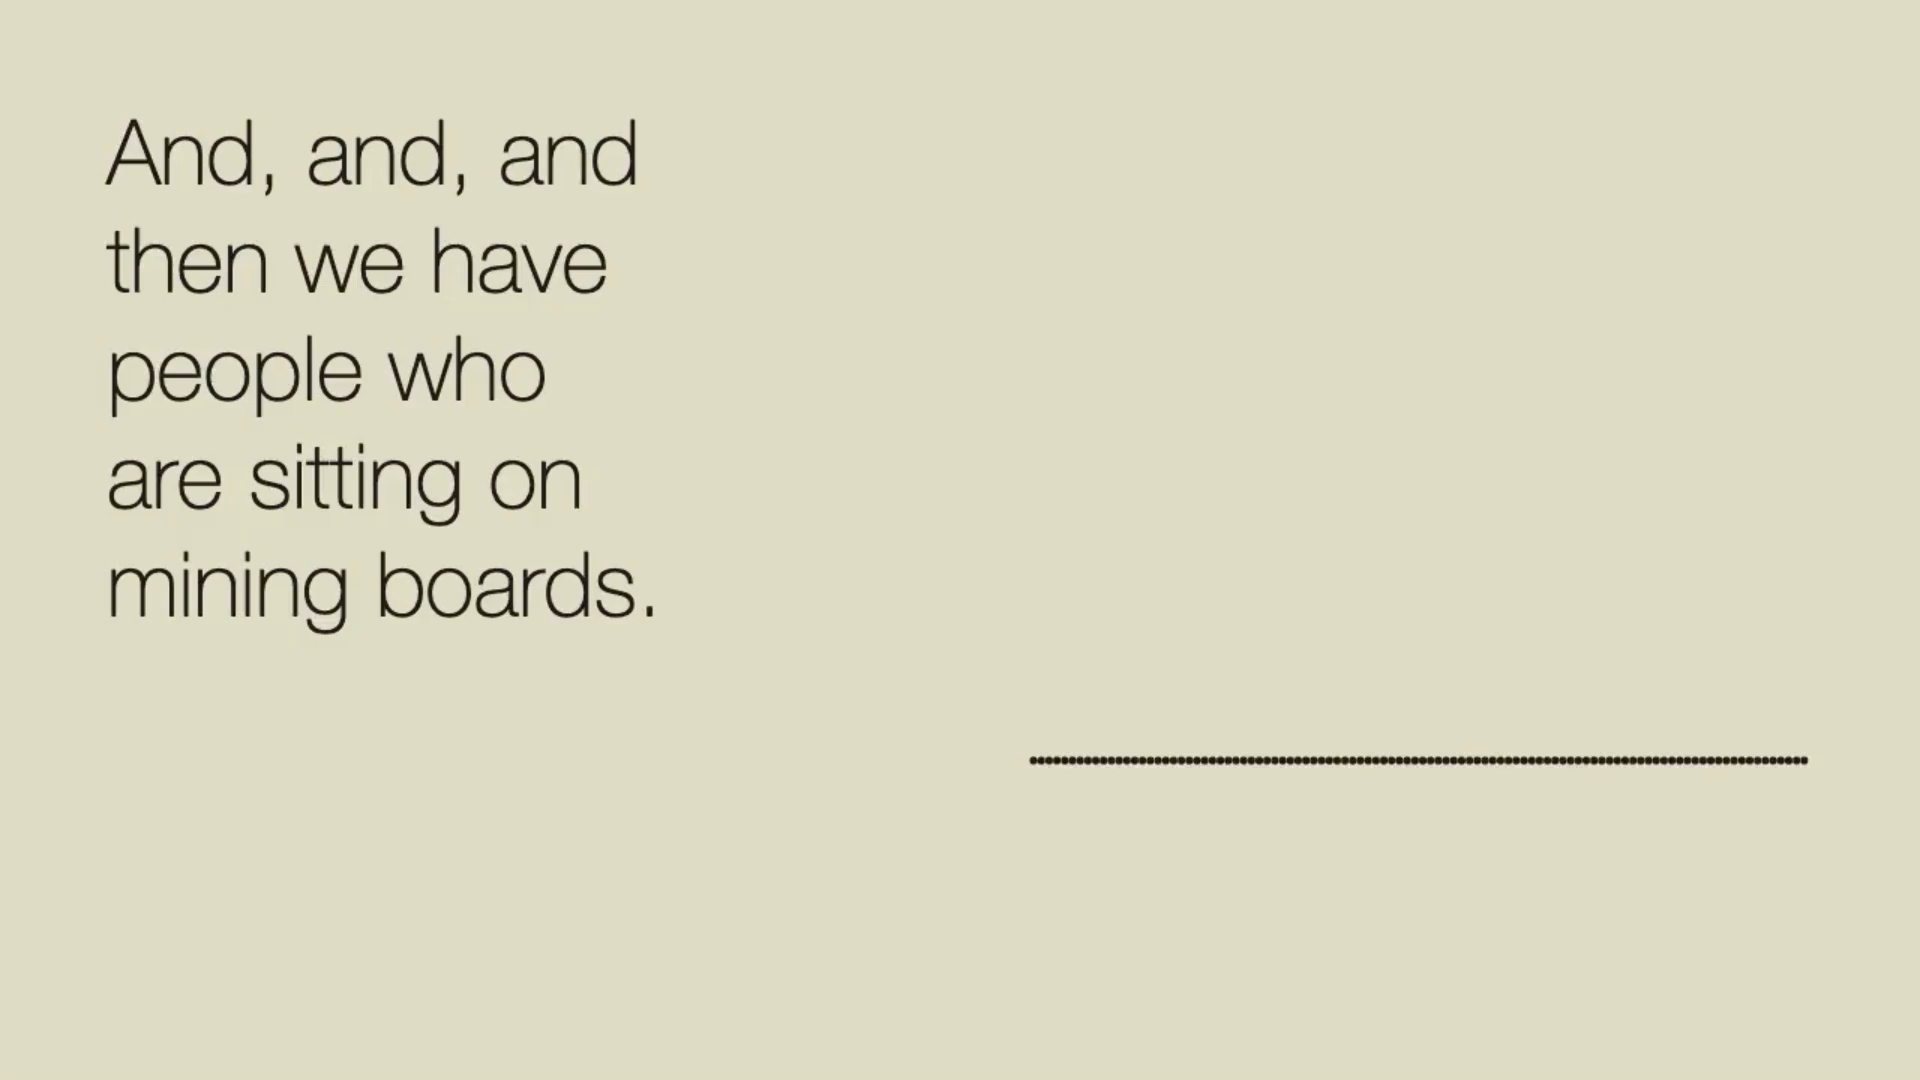 And, and, and
then we have
people who
are sitting on
mining boards.